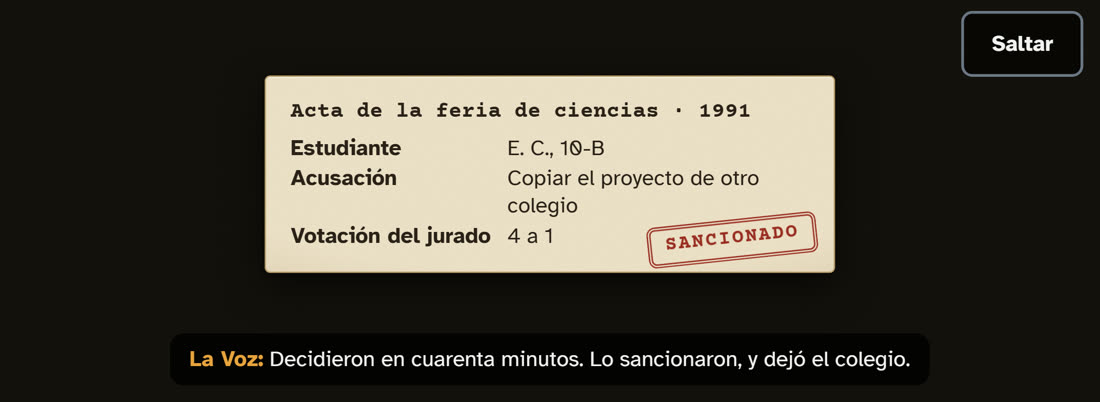 Saltar
Acta de la feria de ciencias · 1991
Estudiante E. C., 10-B
Acusación Copiar el proyecto de otro
colegio
Votación del jurado 4 a 1
SANCIONADO
La Voz: Decidieron en cuarenta minutos. Lo sancionaron, y dejó el colegio.